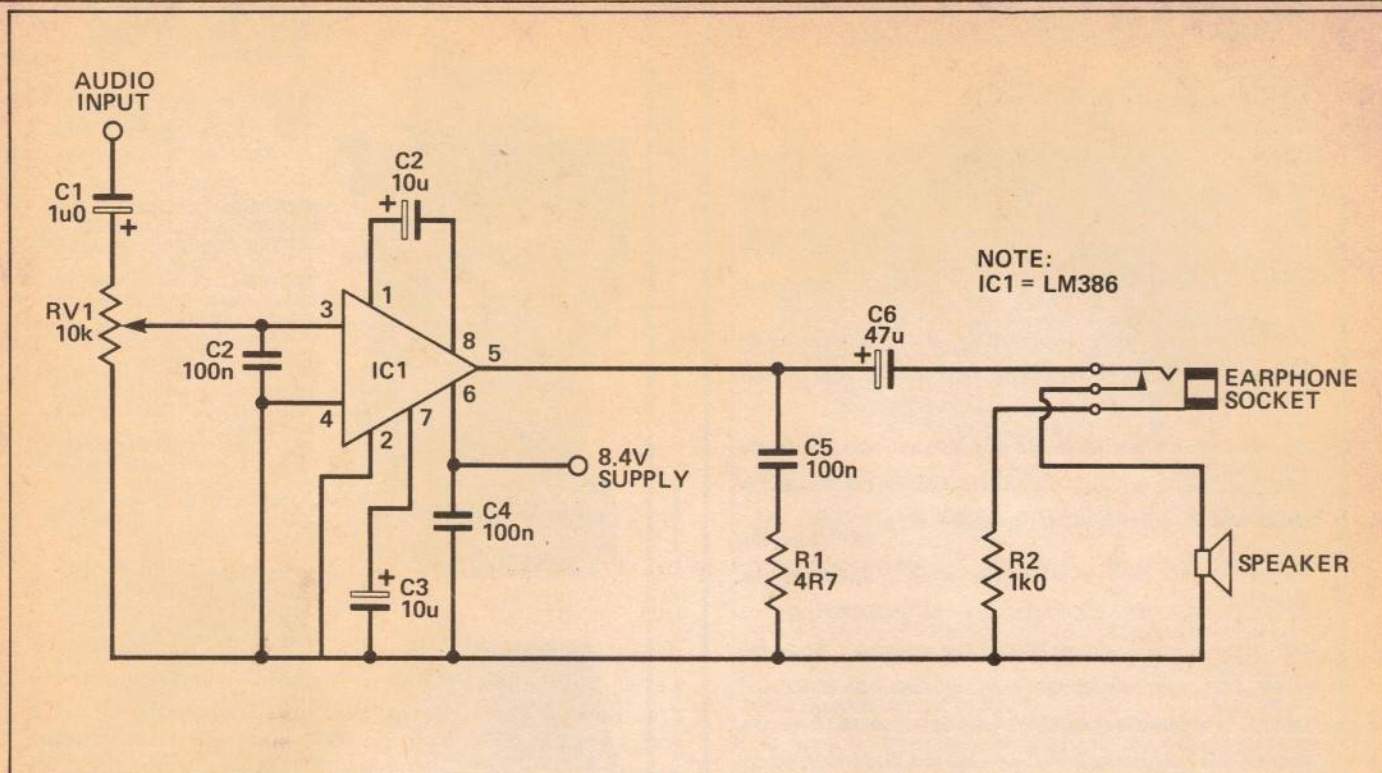 AUDIO
INPUT
C1
1u0
+
RV1
10k
C2
100n
C2
10u
+
1
3
8
5
IC1
6
4
7
2
8.4V
SUPPLY
C4
100n
+
C3
10u
NOTE:
IC1 = LM386
C6
47u
+
C5
100n
R1
4R7
R2
1k0
EARPHONE
SOCKET
SPEAKER